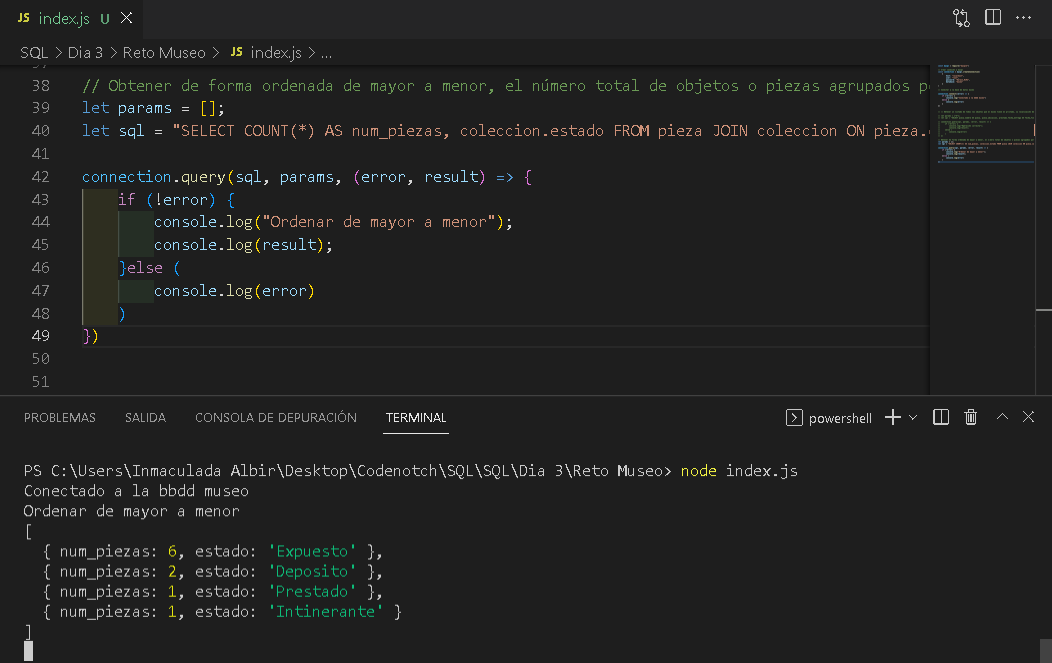 JS index.js U
SQL > Dia 3 > Reto Museo > JS index.js > ...
38 // Obtener de forma ordenada de mayor a menor, el número total de objetos o piezas agrupados
39 let params = [];
40 let sql = "SELECT COUNT(*) AS num_piezas, coleccion.estado FROM pieza JOIN coleccion ON pieza.
41
42 connection.query(sql, params, (error, result) => {
43 if (!error) {
44 console.log("Ordenar de mayor a menor");
45 console.log(result);
46 }else (
47 console.log(error)
48 )
49 })
50
51
PROBLEMAS SALIDA CONSOLA DE DEPURACIÓN TERMINAL powershell
PS C:\Users\Inmaculada Albir\Desktop\Codenotch\SQL\SQL\Dia 3\Reto Museo> node index.js
Conectado a la bbdd museo
Ordenar de mayor a menor
[
{ num_piezas: 6, estado: 'Expuesto' },
{ num_piezas: 2, estado: 'Deposito' },
{ num_piezas: 1, estado: 'Prestado' },
{ num_piezas: 1, estado: 'Intinerante' }
]